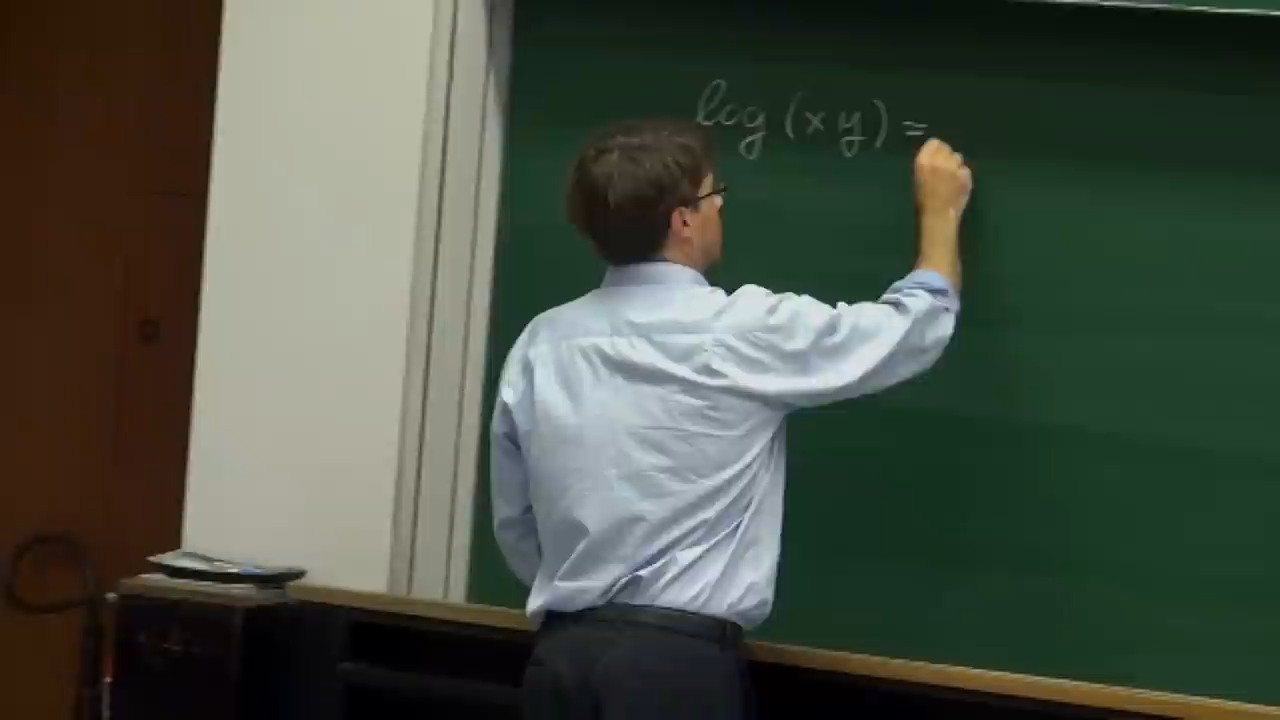 log (xy) =